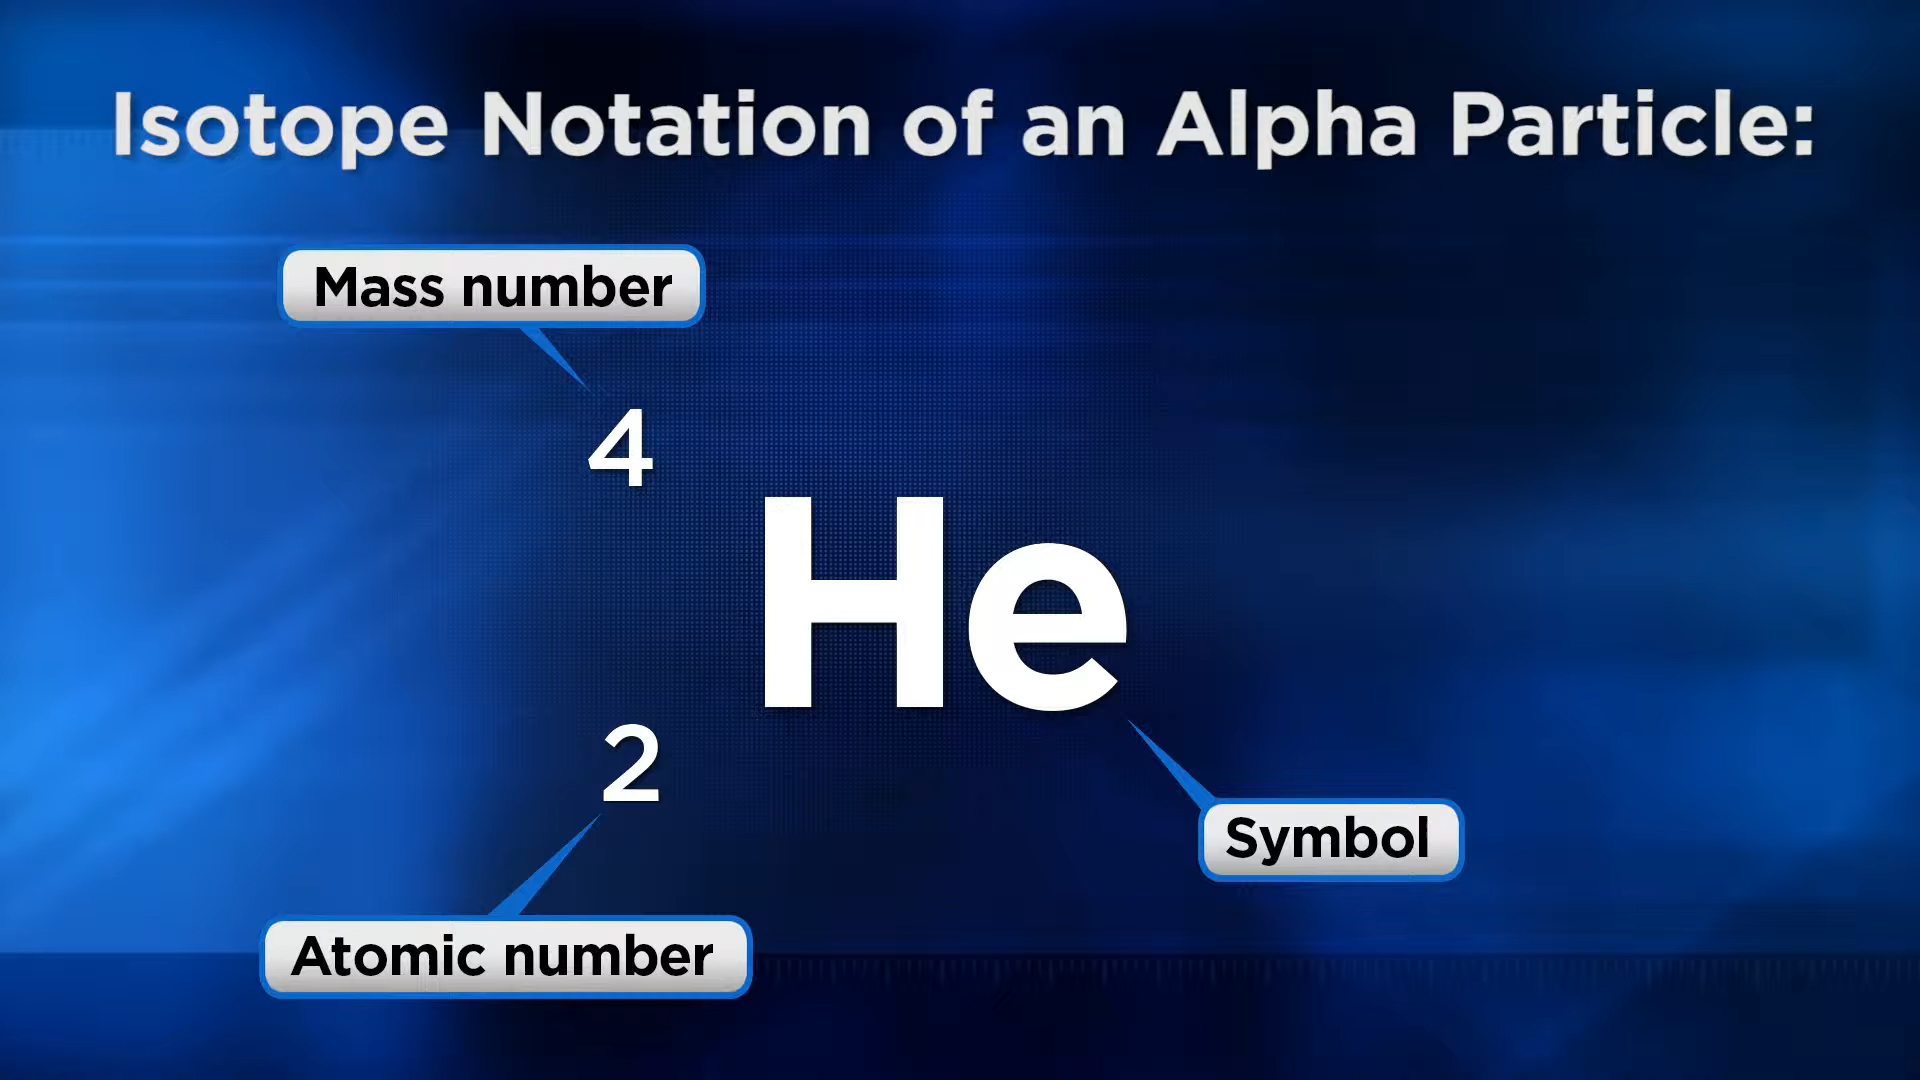 Isotope Notation of an Alpha Particle:
Mass number
4
He
2
Symbol
Atomic number